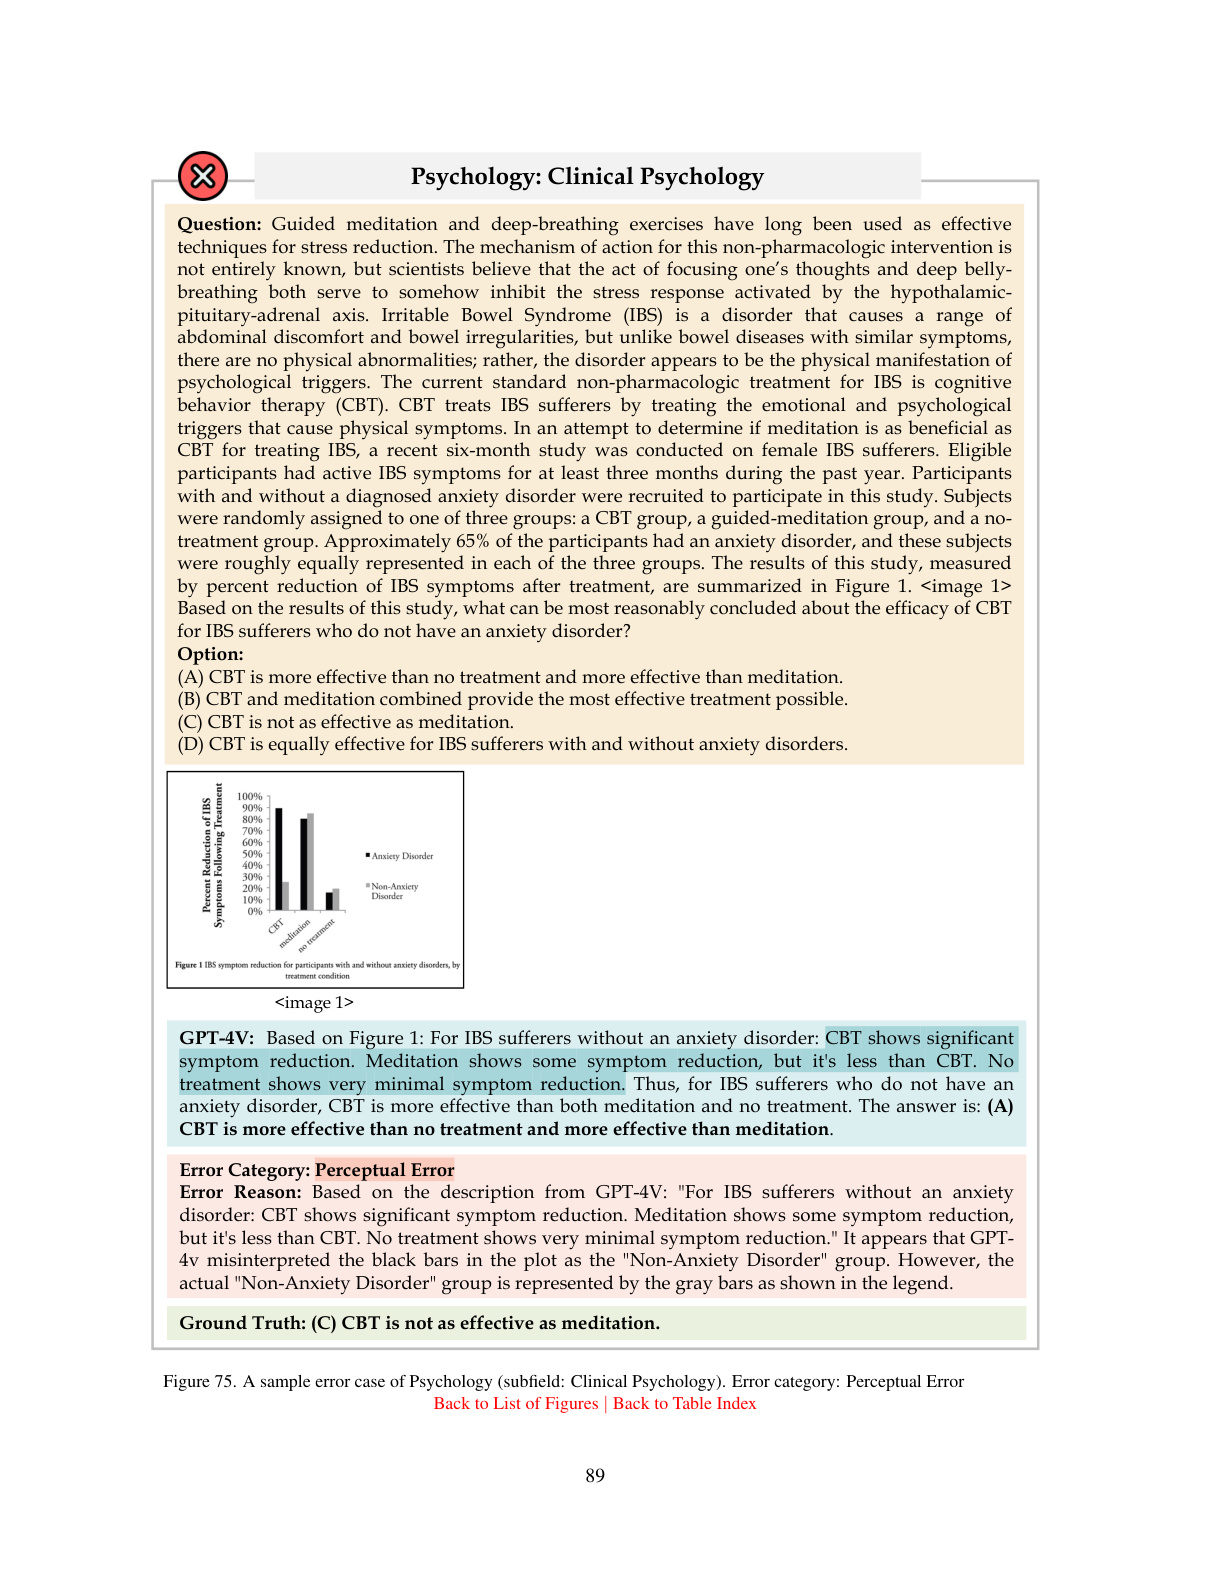 Psychology: Clinical Psychology
Question: Guided meditation and deep-breathing exercises have long been used as effective
techniques for stress reduction. The mechanism of action for this non-pharmacologic intervention is
not entirely known, but scientists believe that the act of focusing one's thoughts and deep belly-
breathing both serve to somehow inhibit the stress response activated by the hypothalamic-
pituitary-adrenal axis. Irritable Bowel Syndrome (IBS) is a disorder that causes a range of
abdominal discomfort and bowel irregularities, but unlike bowel diseases with similar symptoms,
there are no physical abnormalities; rather, the disorder appears to be the physical manifestation of
psychological triggers. The current standard non-pharmacologic treatment for IBS is cognitive
behavior therapy (CBT). CBT treats IBS sufferers by treating the emotional and psychological
triggers that cause physical symptoms. In an attempt to determine if meditation is as beneficial as
CBT for treating IBS, a recent six-month study was conducted on female IBS sufferers. Eligible
participants had active IBS symptoms for at least three months during the past year. Participants
with and without a diagnosed anxiety disorder were recruited to participate in this study. Subjects
were randomly assigned to one of three groups: a CBT group, a guided-meditation group, and a no-
treatment group. Approximately 65% of the participants had an anxiety disorder, and these subjects
were roughly equally represented in each of the three groups. The results of this study, measured
by percent reduction of IBS symptoms after treatment, are summarized in Figure 1. <image 1>
Based on the results of this study, what can be most reasonably concluded about the efficacy of CBT
for IBS sufferers who do not have an anxiety disorder?
Option:
(A) CBT is more effective than no treatment and more effective than meditation.
(B) CBT and meditation combined provide the most effective treatment possible.
(C) CBT is not as effective as meditation.
(D) CBT is equally effective for IBS sufferers with and without anxiety disorders.
Percent Reduction of IBS
Symptoms Following Treatment
100%
90%
80%
70%
60%
50%
40%
30%
20%
10%
0%
CBT
meditation
no treatment
Anxiety Disorder
Non-Anxiety
Disorder
Figure 1 IBS symptom reduction for participants with and without anxiety disorders, by
treatment condition
<image 1>
GPT-4V: Based on Figure 1: For IBS sufferers without an anxiety disorder: CBT shows significant
symptom reduction. Meditation shows some symptom reduction, but it's less than CBT. No
treatment shows very minimal symptom reduction. Thus, for IBS sufferers who do not have an
anxiety disorder, CBT is more effective than both meditation and no treatment. The answer is: (A)
CBT is more effective than no treatment and more effective than meditation.
Error Category: Perceptual Error
Error Reason: Based on the description from GPT-4V: "For IBS sufferers without an anxiety
disorder: CBT shows significant symptom reduction. Meditation shows some symptom reduction,
but it's less than CBT. No treatment shows very minimal symptom reduction." It appears that GPT-
4v misinterpreted the black bars in the plot as the "Non-Anxiety Disorder" group. However, the
actual "Non-Anxiety Disorder" group is represented by the gray bars as shown in the legend.
Ground Truth: (C) CBT is not as effective as meditation.
Figure 75. A sample error case of Psychology (subfield: Clinical Psychology). Error category: Perceptual Error
Back to List of Figures | Back to Table Index
89